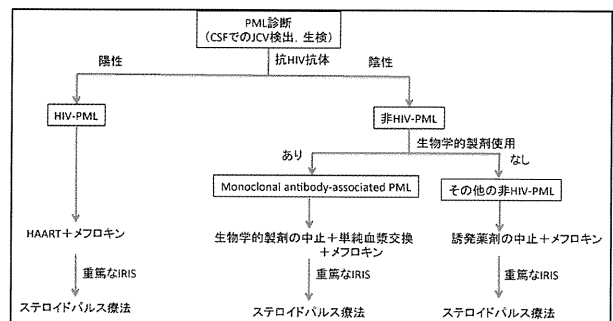 PML診断
(CSFでのJCV検出, 生検)
抗HIV抗体
陽性
陰性
HIV-PML
非HIV-PML
生物学的製剤使用
あり
なし
Monoclonal antibody-associated PML
その他の非HIV-PML
HAART+メフロキン
生物学的製剤の中止+単純血漿交換
+メフロキン
誘発薬剤の中止+メフロキン
重篤なIRIS
重篤なIRIS
重篤なIRIS
ステロイドパルス療法
ステロイドパルス療法
ステロイドパルス療法